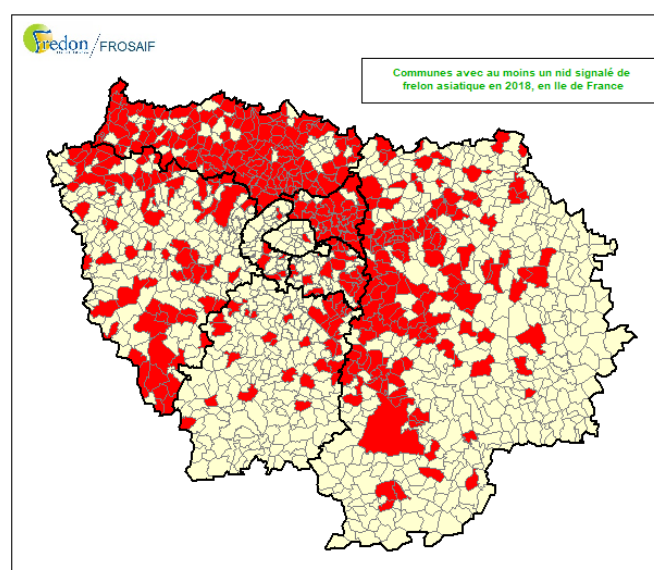 Fredon / FROSAIF
Communes avec au moins un nid signalé de
frelon asiatique en 2018, en Ile de France